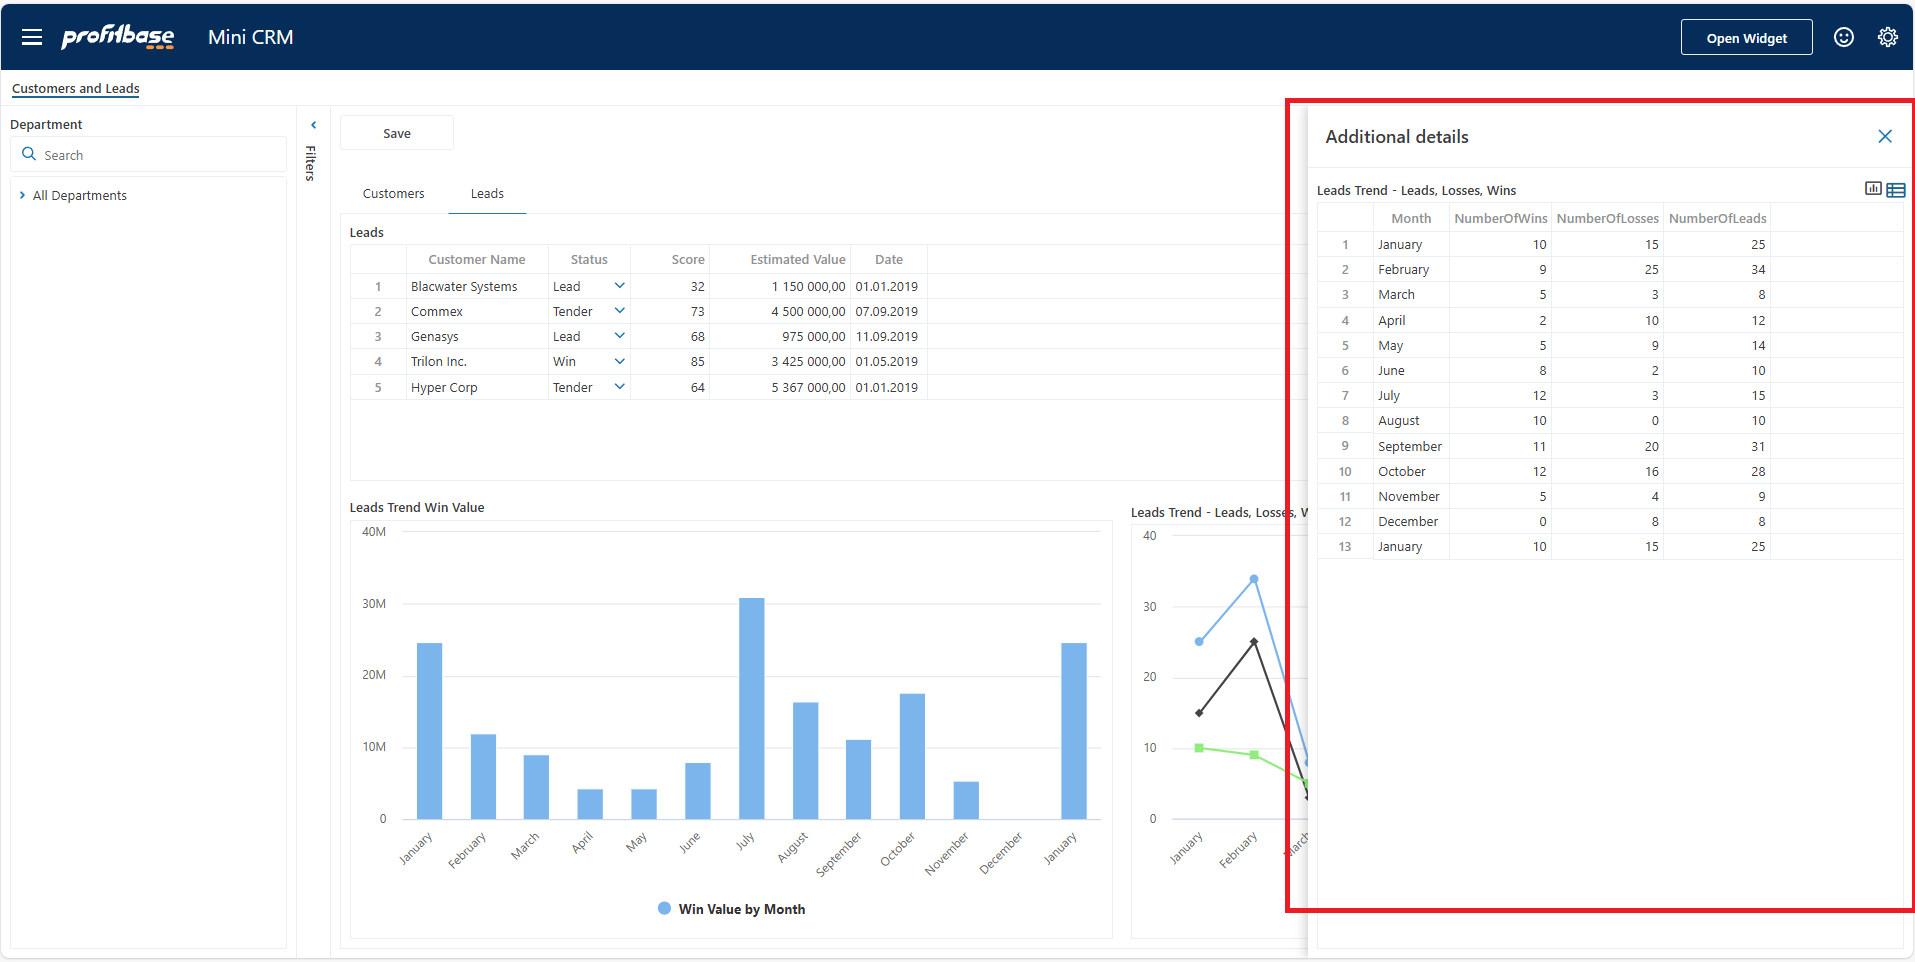 profitbase Mini CRM Open Widget
Customers and Leads
Department
Search
All Departments
Filters
Save
Customers Leads
Leads
Customer Name Status Score Estimated Value Date
1 Blacwater Systems Lead 32 1 150 000,00 01.01.2019
2 Commex Tender 73 4 500 000,00 07.09.2019
3 Genasys Lead 68 975 000,00 11.09.2019
4 Trilon Inc. Win 85 3 425 000,00 01.05.2019
5 Hyper Corp Tender 64 5 367 000,00 01.01.2019
Leads Trend Win Value
40M
30M
20M
10M
0
January February March April May June July August September October November December January
Win Value by Month
Leads Trend - Leads, Losses, W
40
30
20
10
0
January February March
Additional details
Leads Trend - Leads, Losses, Wins
Month NumberOfWins NumberOfLosses NumberOfLeads
1 January 10 15 25
2 February 9 25 34
3 March 5 3 8
4 April 2 10 12
5 May 5 9 14
6 June 8 2 10
7 July 12 3 15
8 August 10 0 10
9 September 11 20 31
10 October 12 16 28
11 November 5 4 9
12 December 0 8 8
13 January 10 15 25